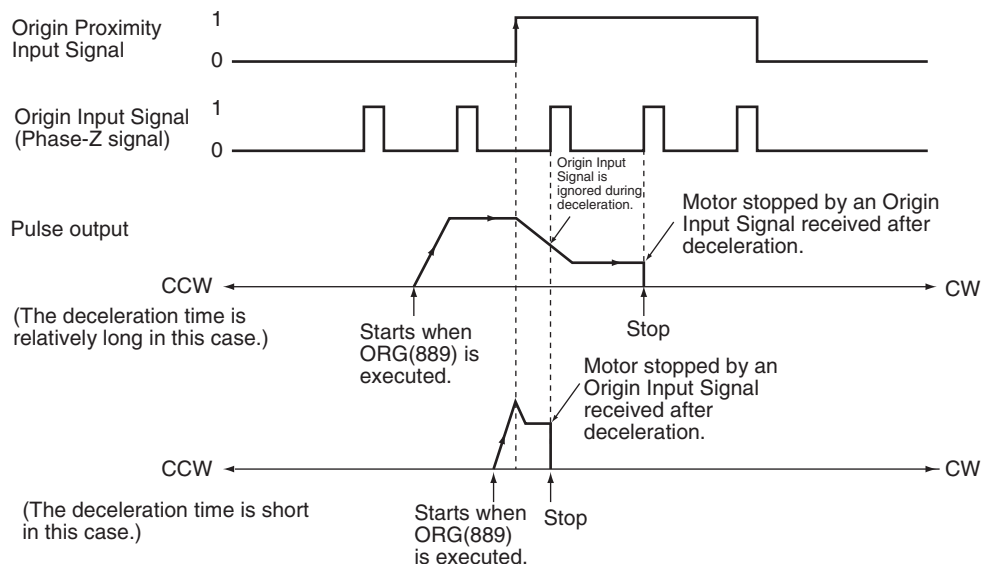 Origin Proximity
Input Signal
1
0
Origin Input Signal
(Phase-Z signal)
1
0
Origin Input
Signal is
ignored during
deceleration.
Pulse output
Motor stopped by an Origin
Input Signal received after
deceleration.
CCW
CW
(The deceleration time is
relatively long in this case.)
Starts when
ORG(889) is
executed.
Stop
Motor stopped by an
Origin Input Signal
received after
deceleration.
CCW
CW
(The deceleration time is short
in this case.)
Starts when
ORG(889)
is executed.
Stop